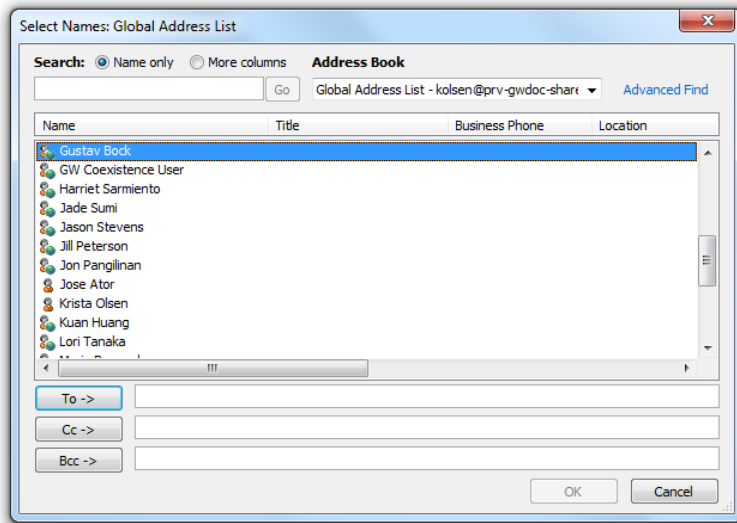 Select Names: Global Address List
Search: Name only More columns Address Book
Go Global Address List - kolsen@prv-gwdoc-share Advanced Find
Name Title Business Phone Location
Gustav Bock
GW Coexistence User
Harriet Sarmiento
Jade Sumi
Jason Stevens
Jill Peterson
Jon Pangilinan
Jose Ator
Krista Olsen
Kuan Huang
Lori Tanaka
To ->
Cc ->
Bcc ->
OK Cancel